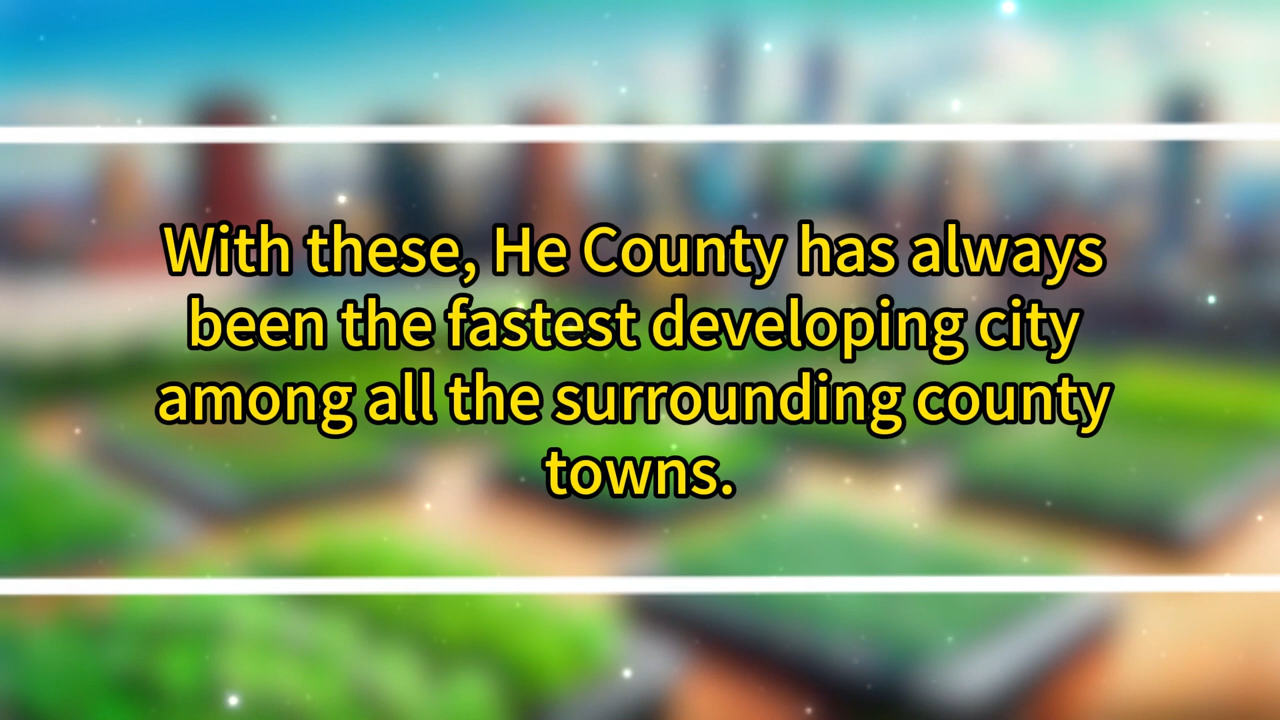 With these, He County has always
been the fastest developing city
among all the surrounding county
towns.